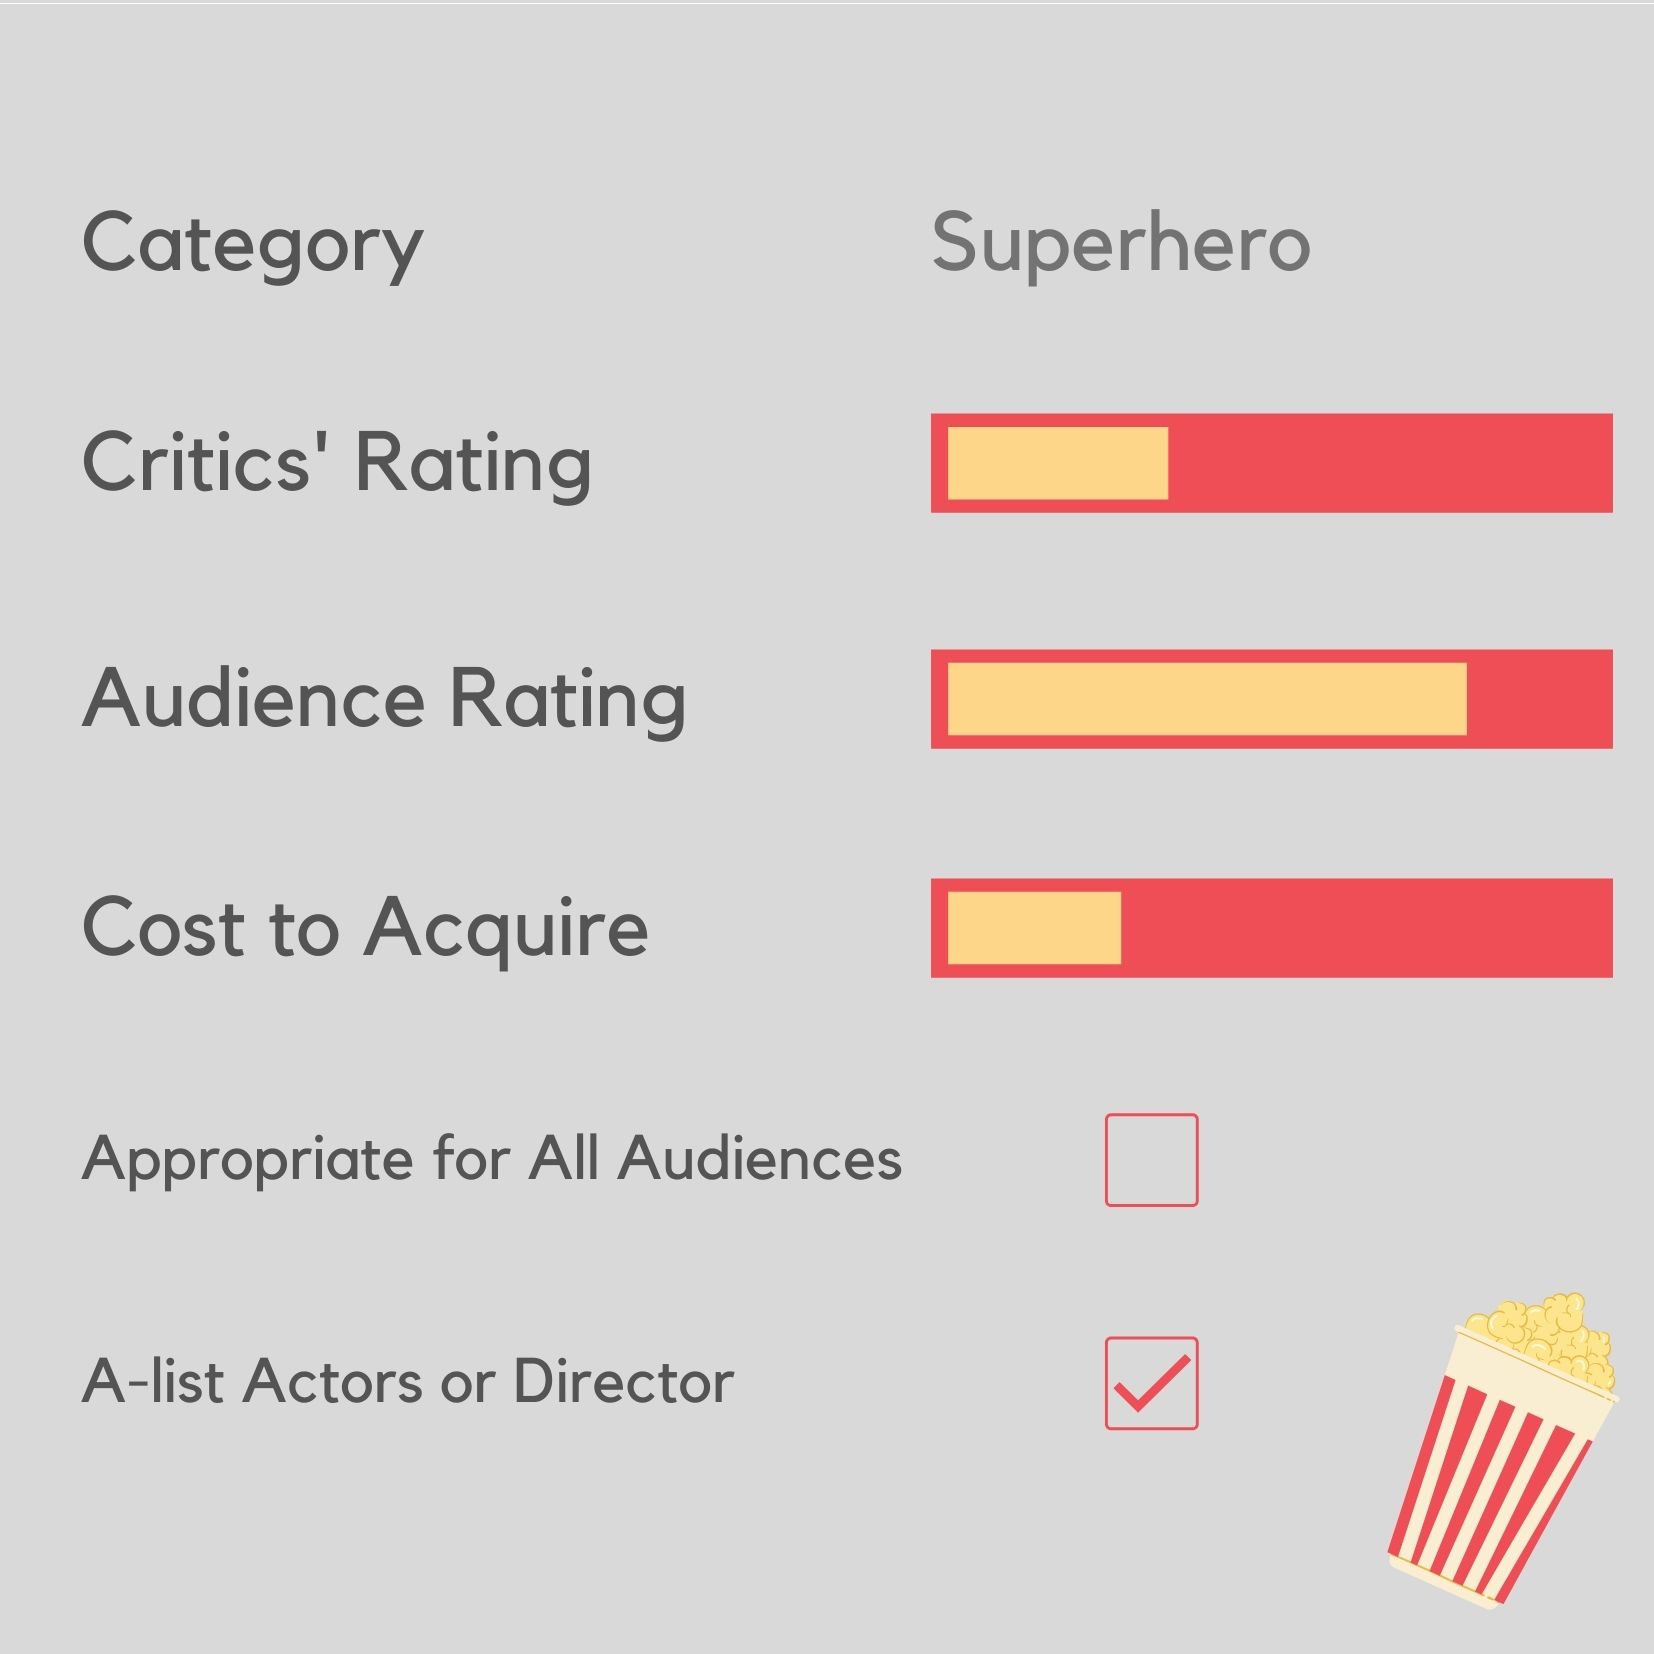 Category Superhero
Critics' Rating
Audience Rating
Cost to Acquire
Appropriate for All Audiences
A-list Actors or Director